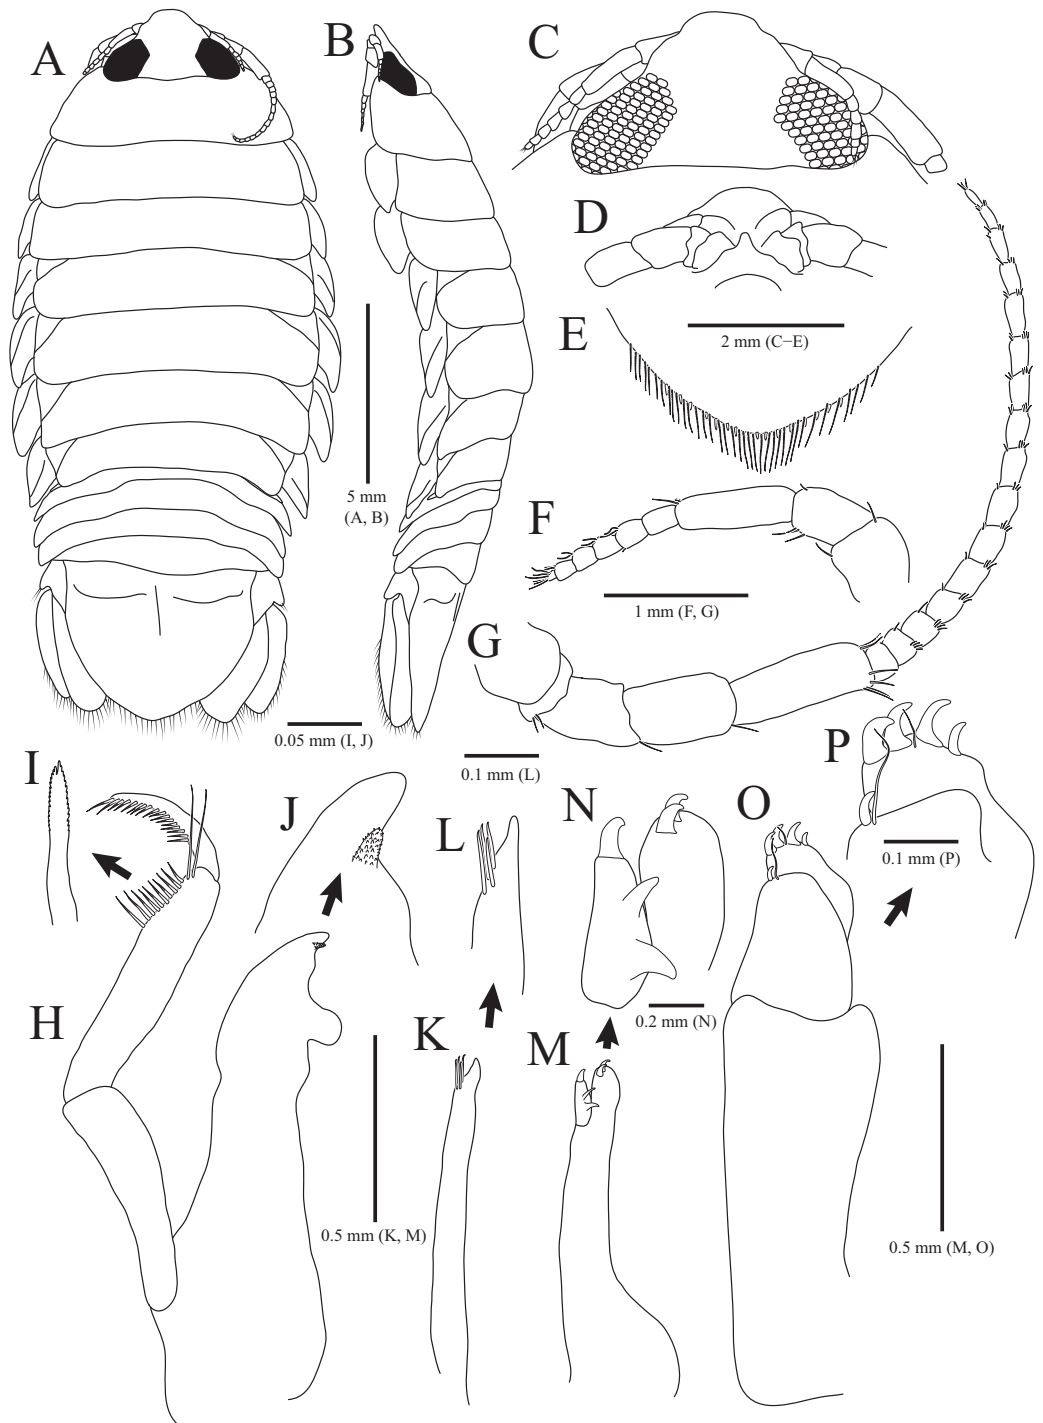 A
B
C
D
2 mm (C−E)
E
5 mm
(A, B)
F
1 mm (F, G)
G
0.05 mm (I, J)
0.1 mm (L)
P
I
J
L
N
O
0.1 mm (P)
H
0.2 mm (N)
K
M
0.5 mm (K, M)
0.5 mm (M, O)